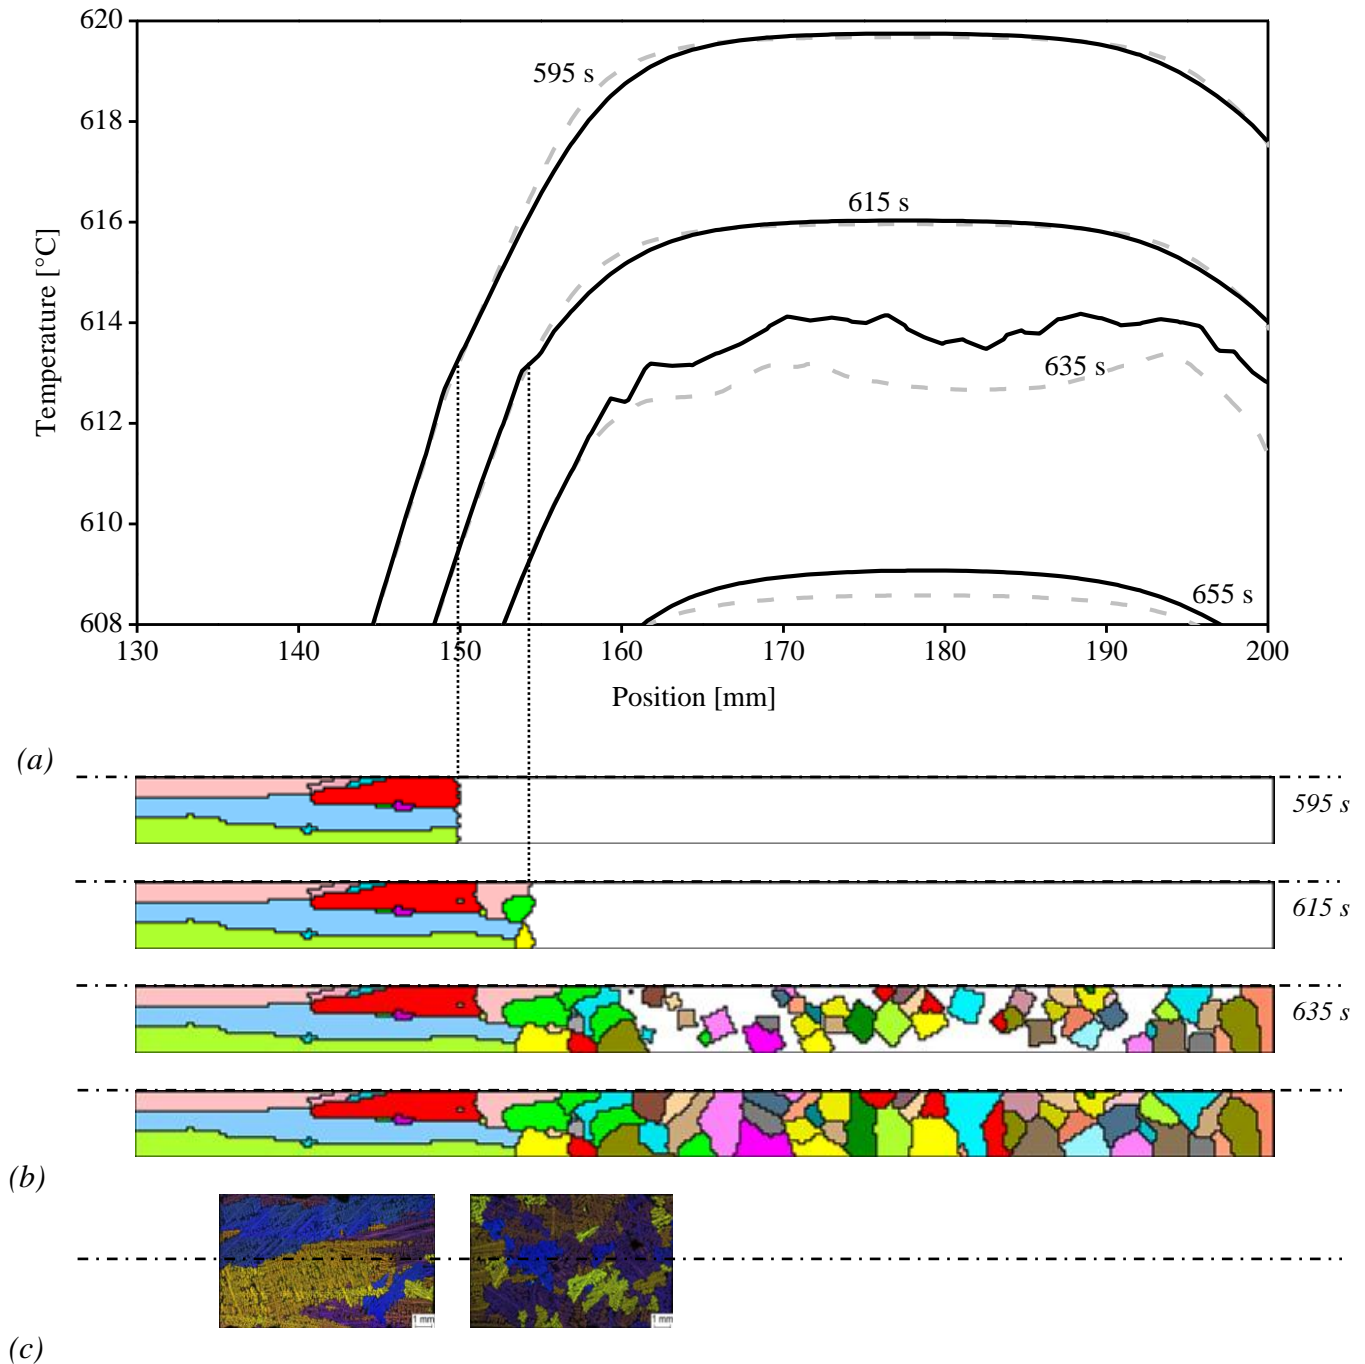 620
595 s
618
616
615 s
Temperature [°C]
614
635 s
612
610
655 s
608
130 140 150 160 170 180 190 200
Position [mm]
(a)
595 s
615 s
635 s
(b)
1 mm 1 mm
(c)